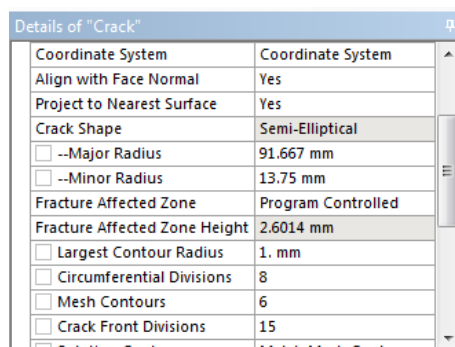 Details of "Crack"
Coordinate System Coordinate System
Align with Face Normal Yes
Project to Nearest Surface Yes
Crack Shape Semi-Elliptical
--Major Radius 91.667 mm
--Minor Radius 13.75 mm
Fracture Affected Zone Program Controlled
Fracture Affected Zone Height 2.6014 mm
Largest Contour Radius 1. mm
Circumferential Divisions 8
Mesh Contours 6
Crack Front Divisions 15